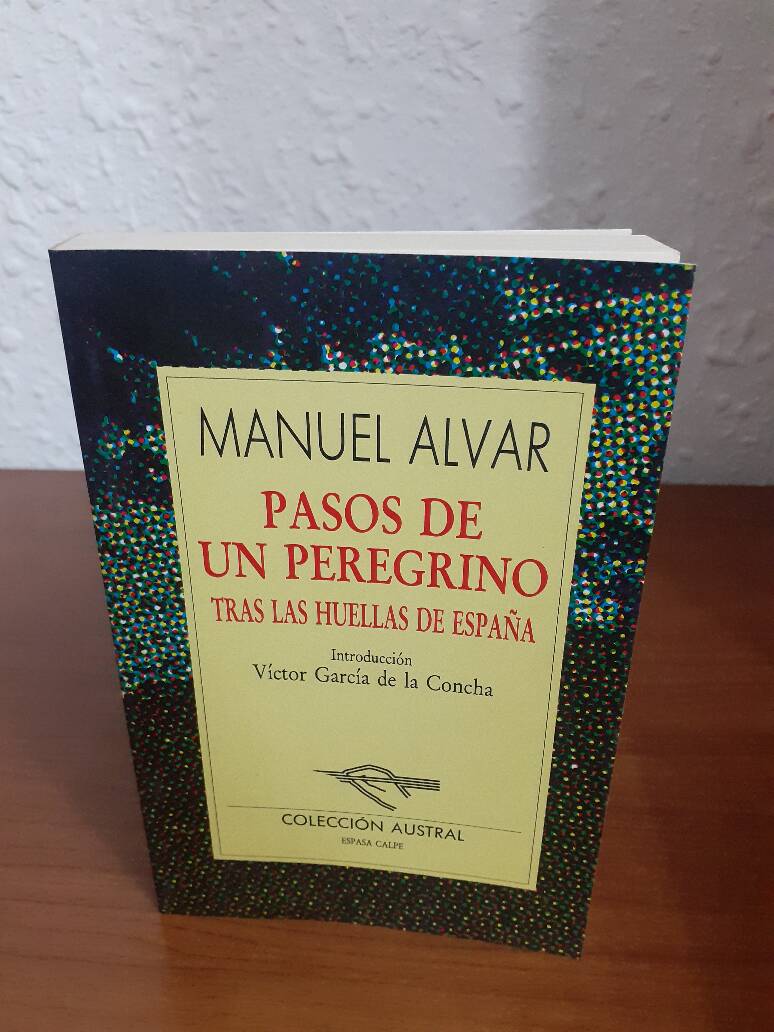 MANUEL ALVAR
PASOS DE
UN PEREGRINO
TRAS LAS HUELLAS DE ESPAÑA
Introducción
Víctor García de la Concha
COLECCIÓN AUSTRAL
ESPASA CALPE